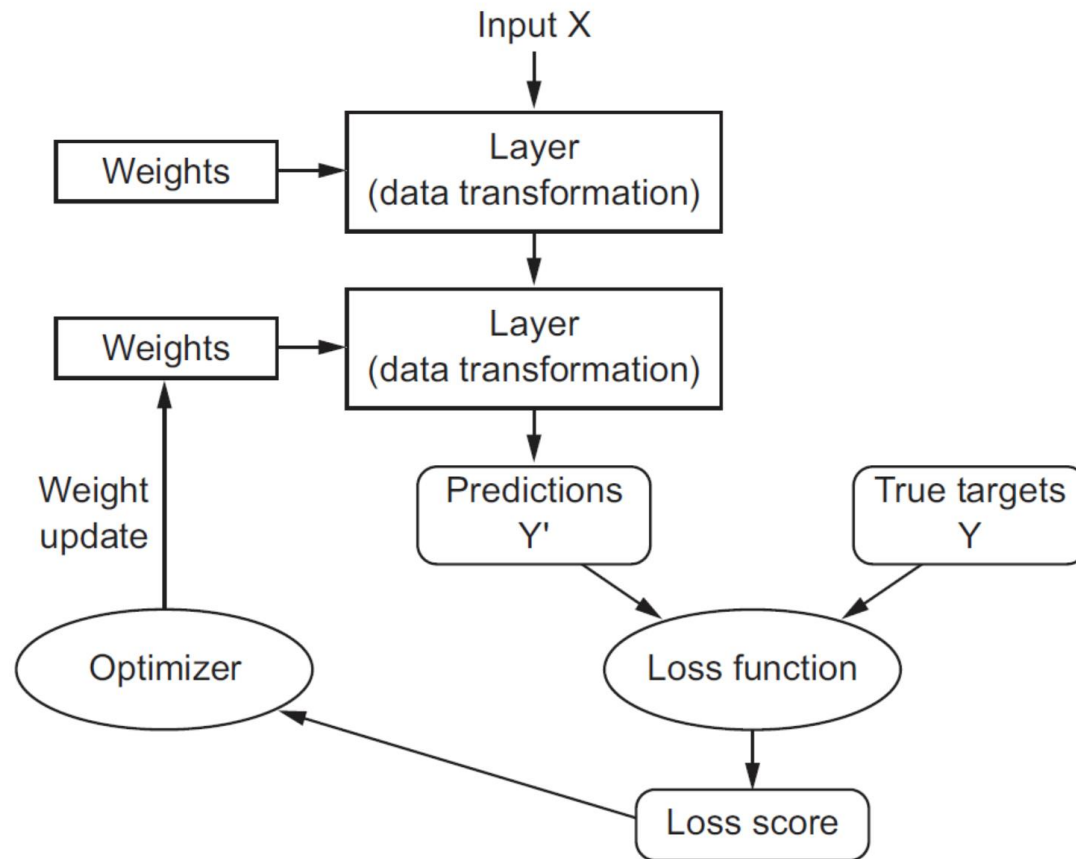 Input X
Layer
(data transformation)
Weights
Layer
(data transformation)
Weights
Weight
update
Predictions
Y'
True targets
Y
Optimizer
Loss function
Loss score